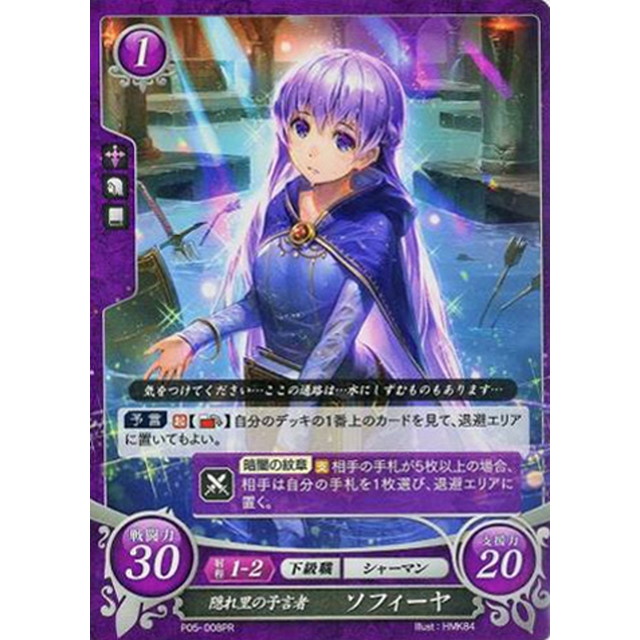 1
気をつけてください…ここの通路は…水にしずむものもあります…
予言 起【 】自分のデッキの1番上のカードを見て、退避エリア
に置いてもよい。
暗闇の紋章 支 相手の手札が5枚以上の場合、
相手は自分の手札を1枚選び、退避エリアに
置く。
戦闘力
30
射程 1-2
下級職
シャーマン
支援力
20
隠れ里の予言者 ソフィーヤ
P05-008PR
Illust : HMK84